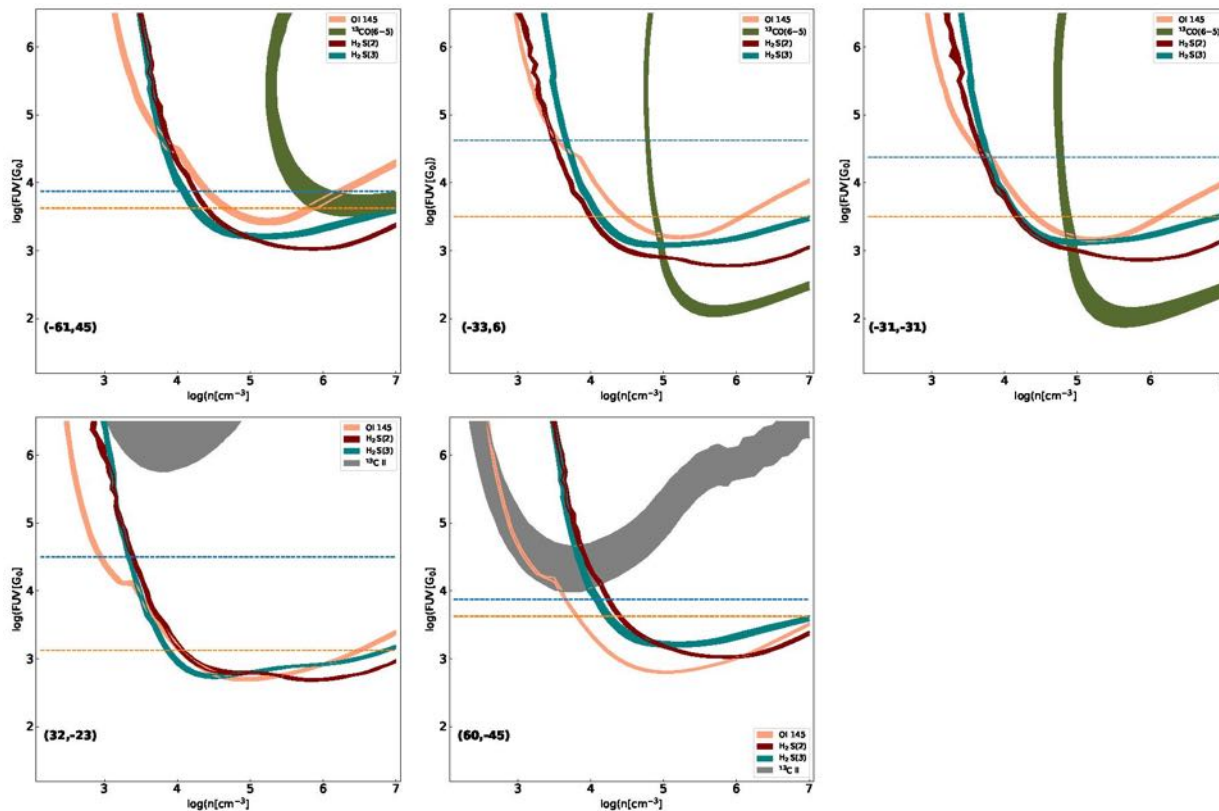 OI 145
¹³CO(6−5)
H₂S(2)
H₂S(3)
log(FUV[G₀])
6
5
4
3
2
(-61,45)
3 4 5 6 7
log(n[cm⁻³])
OI 145
¹³CO(6−5)
H₂S(2)
H₂S(3)
log(FUV[G₀])
6
5
4
3
2
(-33,6)
3 4 5 6 7
log(n[cm⁻³])
OI 145
¹³CO(6−5)
H₂S(2)
H₂S(3)
log(FUV[G₀])
6
5
4
3
2
(-31,-31)
3 4 5 6
log(n[cm⁻³])
OI 145
H₂S(2)
H₂S(3)
¹³C II
log(FUV[G₀])
6
5
4
3
2
(32,-23)
3 4 5 6 7
log(n[cm⁻³])
log(FUV[G₀])
6
5
4
3
2
(60,-45)
OI 145
H₂S(2)
H₂S(3)
¹³C II
3 4 5 6 7
log(n[cm⁻³])